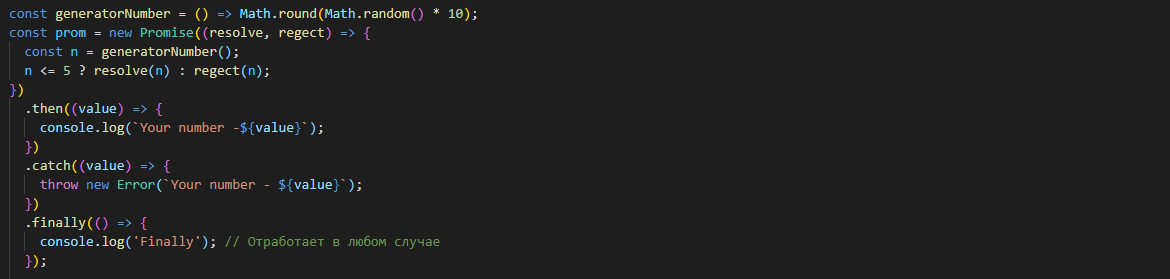 const generatorNumber = () => Math.round(Math.random() * 10);
const prom = new Promise((resolve, regect) => {
  const n = generatorNumber();
  n <= 5 ? resolve(n) : regect(n);
})
  .then((value) => {
    console.log(`Your number -${value}`);
  })
  .catch((value) => {
    throw new Error(`Your number - ${value}`);
  })
  .finally(() => {
    console.log('Finally'); // Отработает в любом случае
  });